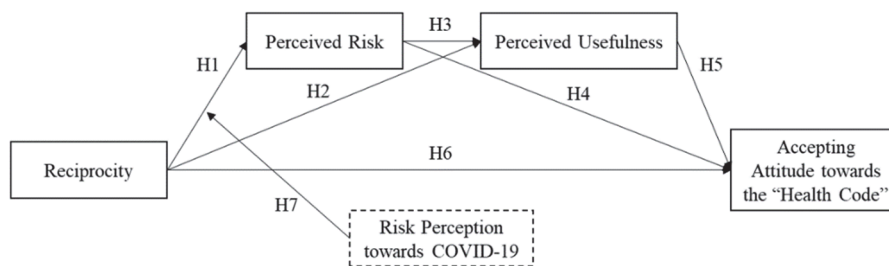 H3
Perceived Risk
Perceived Usefulness
H1
H5
H2
H4
Reciprocity
H6
Accepting
Attitude towards
the “Health Code”
H7
Risk Perception
towards COVID-19